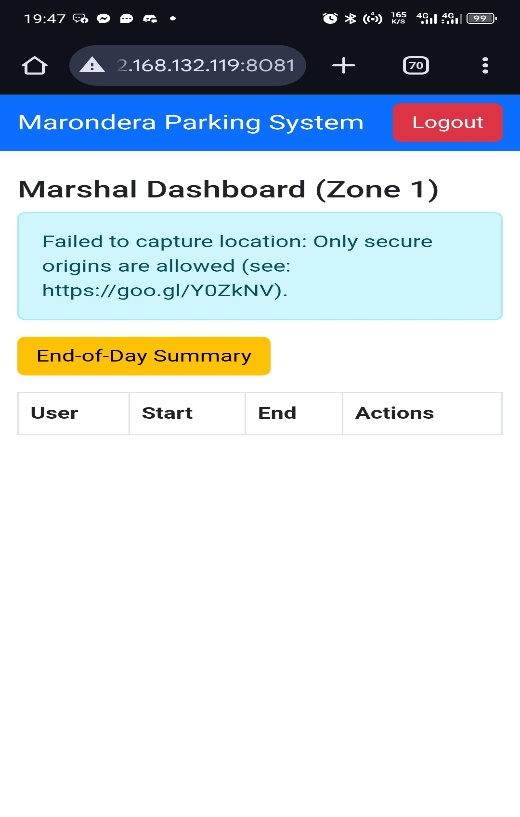 19:47 165 K/S 4G 4G 99
2.168.132.119:8081 70
Marondera Parking System Logout
Marshal Dashboard (Zone 1)
Failed to capture location: Only secure
origins are allowed (see:
https://goo.gl/Y0ZkNV).
End-of-Day Summary
User Start End Actions